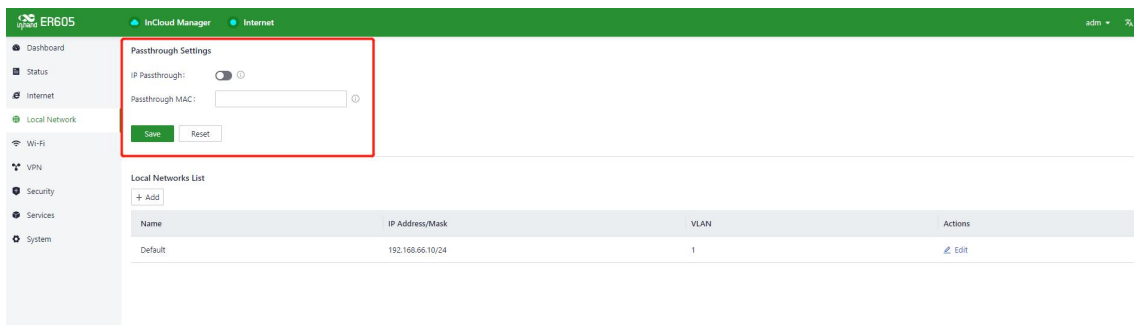 inhand ER605
InCloud Manager
Internet
adm
Dashboard
Status
Internet
Local Network
Wi-Fi
VPN
Security
Services
System
Passthrough Settings
IP Passthrough:
Passthrough MAC:
Save Reset
Local Networks List
+ Add
Name IP Address/Mask VLAN Actions
Default 192.168.66.10/24 1 Edit